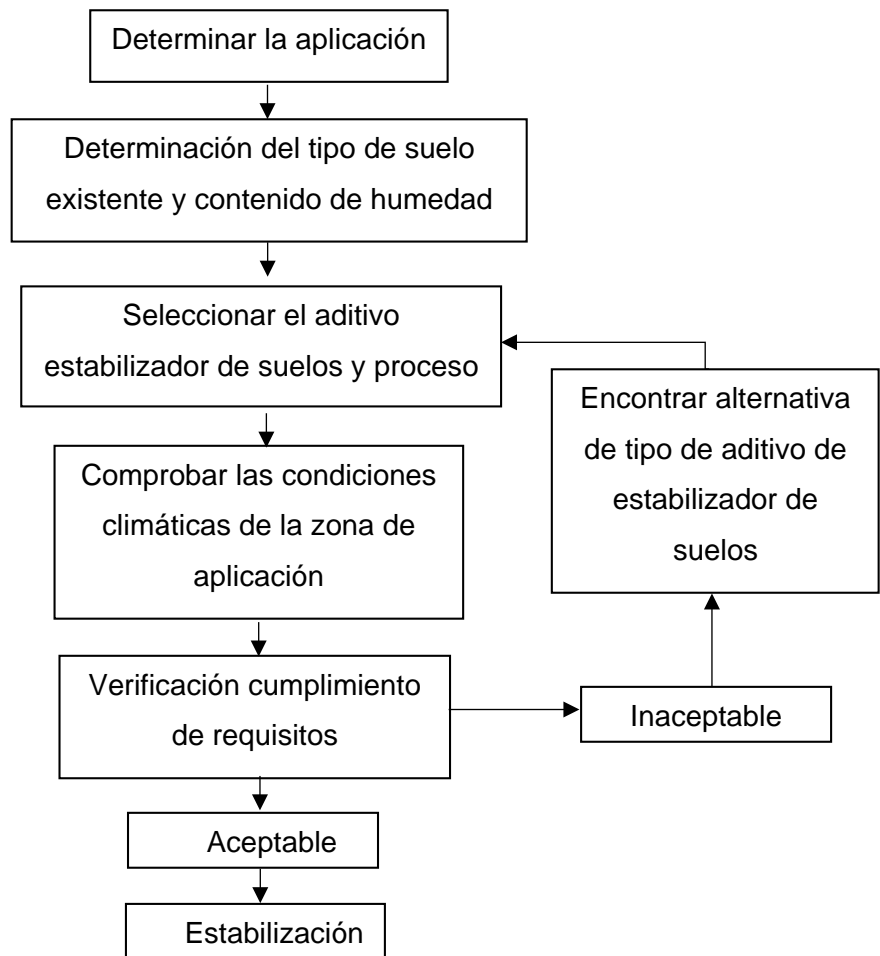 Determinar la aplicación
Determinación del tipo de suelo
existente y contenido de humedad
Seleccionar el aditivo
estabilizador de suelos y proceso
Encontrar alternativa
de tipo de aditivo de
estabilizador de
suelos
Comprobar las condiciones
climáticas de la zona de
aplicación
Verificación cumplimiento
de requisitos
Inaceptable
Aceptable
Estabilización